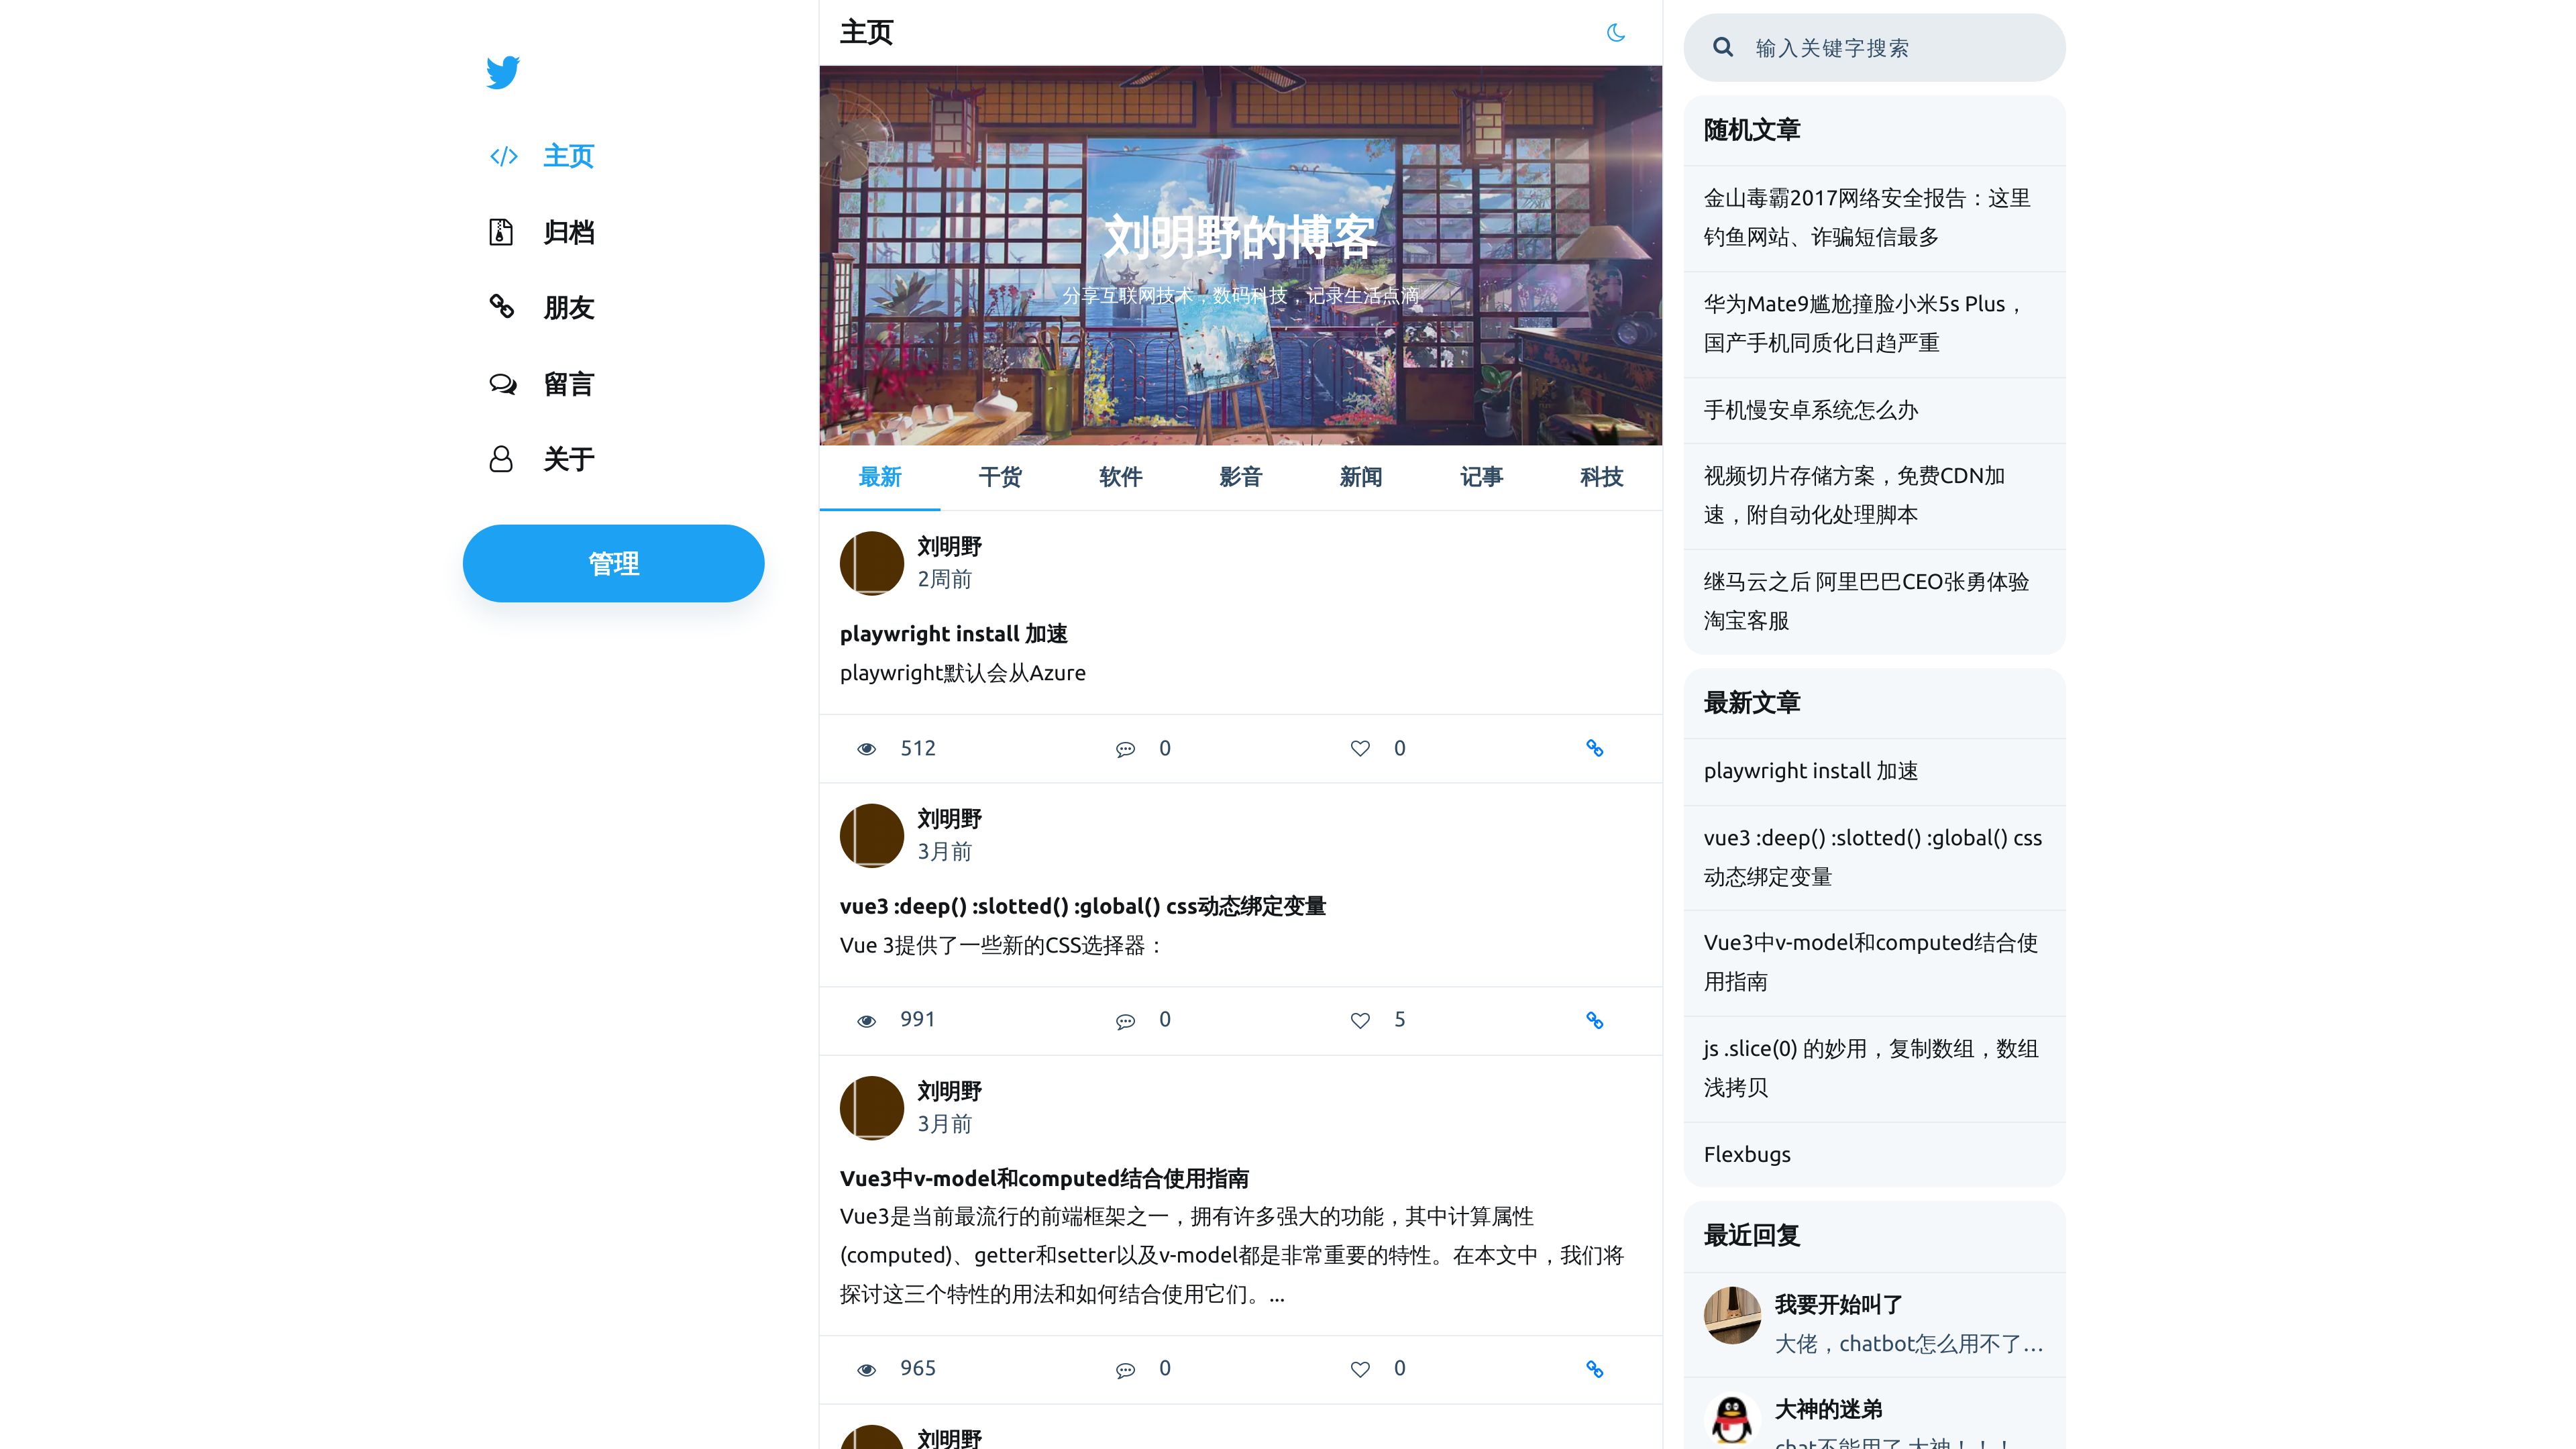 主页
归档
朋友
留言
关于
管理
主页
刘明野的博客
分享互联网技术，数码科技，记录生活点滴
最新 干货 软件 影音 新闻 记事 科技
刘明野
2周前
playwright install 加速
playwright默认会从Azure
512 0 0
刘明野
3月前
vue3 :deep() :slotted() :global() css动态绑定变量
Vue 3提供了一些新的CSS选择器：
991 0 5
刘明野
3月前
Vue3中v-model和computed结合使用指南
Vue3是当前最流行的前端框架之一，拥有许多强大的功能，其中计算属性
(computed)、getter和setter以及v-model都是非常重要的特性。在本文中，我们将
探讨这三个特性的用法和如何结合使用它们。...
965 0 0
刘明野
输入关键字搜索
随机文章
金山毒霸2017网络安全报告：这里
钓鱼网站、诈骗短信最多
华为Mate9尴尬撞脸小米5s Plus，
国产手机同质化日趋严重
手机慢安卓系统怎么办
视频切片存储方案，免费CDN加
速，附自动化处理脚本
继马云之后 阿里巴巴CEO张勇体验
淘宝客服
最新文章
playwright install 加速
vue3 :deep() :slotted() :global() css
动态绑定变量
Vue3中v-model和computed结合使
用指南
js .slice(0) 的妙用，复制数组，数组
浅拷贝
Flexbugs
最近回复
我要开始叫了
大佬，chatbot怎么用不了…
大神的迷弟
chat不能用了 大神！！！